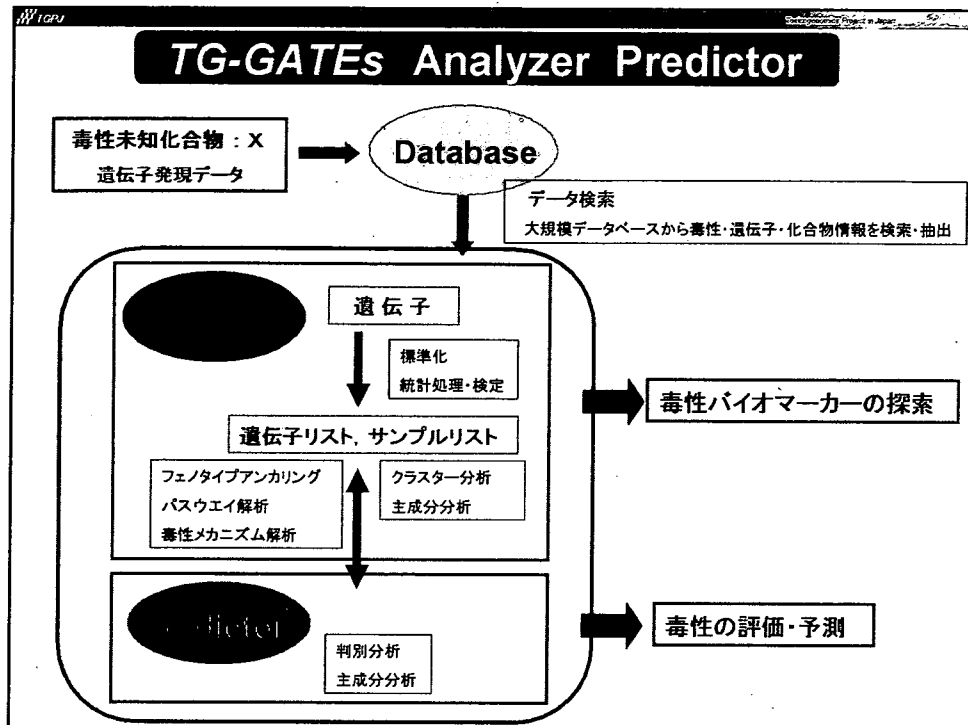 TGPJ
Toxicogenomics Project in Japan
TG-GATEs Analyzer Predictor
毒性未知化合物：X
遺伝子発現データ
Database
データ検索
大規模データベースから毒性・遺伝子・化合物情報を検索・抽出
遺伝子
標準化
統計処理・検定
遺伝子リスト, サンプルリスト
フェノタイプアンカリング
パスウエイ解析
毒性メカニズム解析
クラスター分析
主成分分析
毒性バイオマーカーの探索
判別分析
主成分分析
毒性の評価・予測